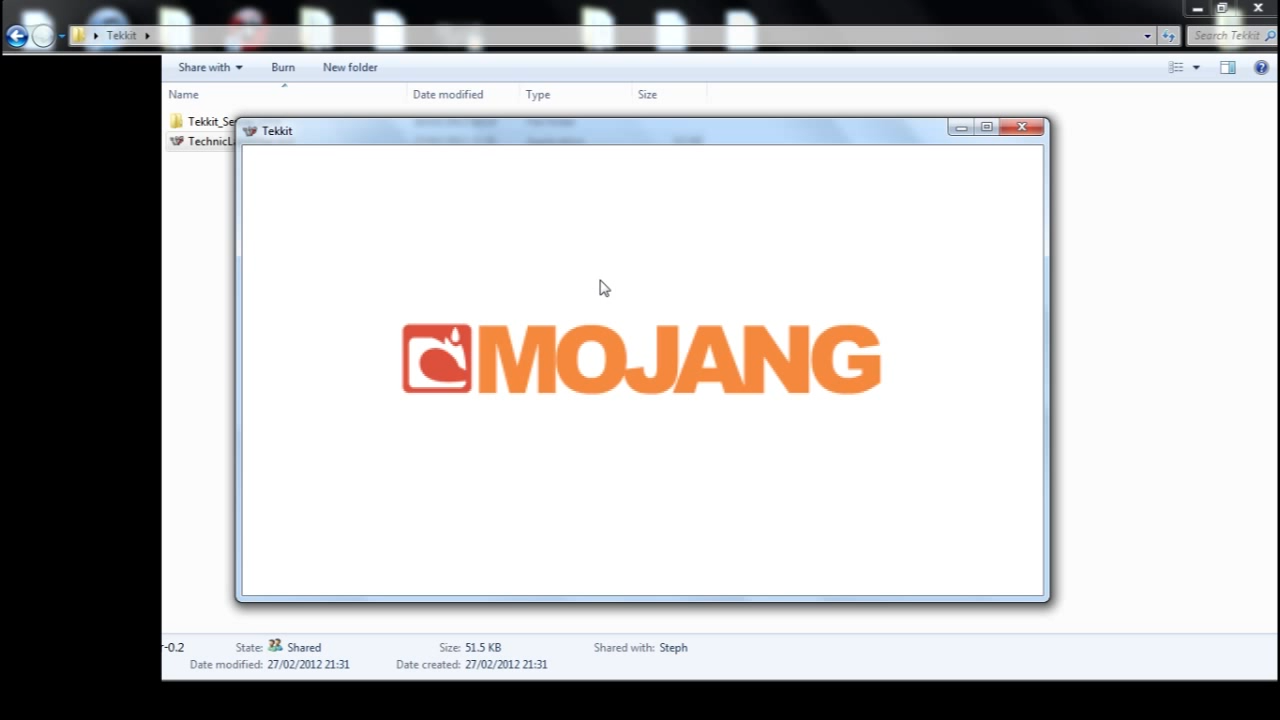 Tekkit
Search Tekkit
Share with Burn New folder
Name Date modified Type Size
Tekkit_Se
TechnicL
Tekkit
MOJANG
r-0.2 State: Shared Size: 51.5 KB Shared with: Steph
Date modified: 27/02/2012 21:31 Date created: 27/02/2012 21:31